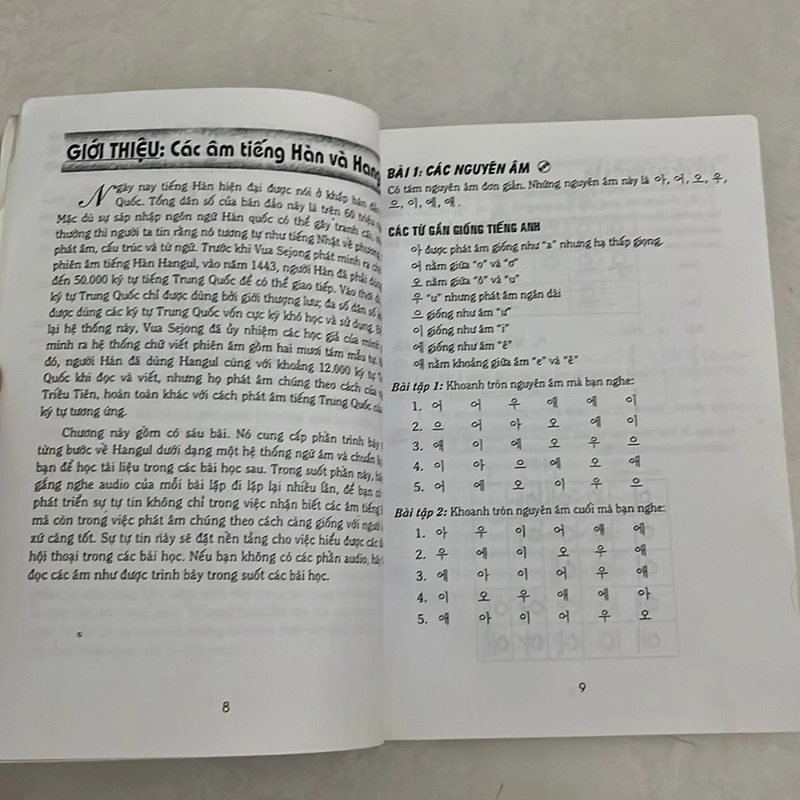 GIỚI THIỆU: Các âm tiếng Hàn và Hang
Ngày nay tiếng Hàn hiện đại được nói ở khắp bán đảo
Quốc. Tổng dân số của bán đảo này là trên 60 triệu
Mặc dù sự sáp nhập ngôn ngữ Hàn quốc có thể gây tranh cãi,
thường thì người ta tin rằng nó tương tự như tiếng Nhật về phương
phát âm, cấu trúc và từ ngữ. Trước khi Vua Sejong phát minh ra
phiên âm tiếng Hàn Hangul, vào năm 1443, người Hàn đã phải dùng
đến 50.000 ký tự tiếng Trung Quốc để có thể giao tiếp. Vào thời
ký tự Trung Quốc chỉ được dùng bởi giới thượng lưu; đa số dân số
được dùng các ký tự Trung Quốc vốn cực kỳ khó học và sử dụng.
lại hệ thống này, Vua Sejong đã ủy nhiệm các học giả của mình
minh ra hệ thống chữ viết phiên âm gồm hai mươi tám mẫu tự.
đó, người Hàn đã dùng Hangul cùng với khoảng 12.000 ký tự
Quốc khi đọc và viết, nhưng họ phát âm chúng theo cách của
Triều Tiên, hoàn toàn khác với cách phát âm tiếng Trung Quốc của
ký tự tương ứng.
Chương này gồm có sáu bài. Nó cung cấp phần trình bày
từng bước về Hangul dưới dạng một hệ thống ngữ âm và chuẩn bị
bạn để học tài liệu trong các bài học sau. Trong suốt phần này,
gắng nghe audio của mỗi bài lặp đi lặp lại nhiều lần, để bạn có
phát triển sự tự tin không chỉ trong việc nhận biết các âm tiếng
mà còn trong việc phát âm chúng theo cách càng giống với người
xứ càng tốt. Sự tự tin này sẽ đặt nền tảng cho việc hiểu được các
hội thoại trong các bài học. Nếu bạn không có các phần audio, hãy
đọc các âm như được trình bày trong suốt các bài học.
8
BÀI 1: CÁC NGUYÊN ÂM
Có tám nguyên âm đơn giản. Những nguyên âm này là 아, 어, 오, 우,
으, 이, 에, 애.
CÁC TỪ GẦN GIỐNG TIẾNG ANH
아 được phát âm giống như "a" nhưng hạ thấp giọng.
어 nằm giữa "o" và "ơ"
오 nằm giữa "ô" và "u"
우 "u" nhưng phát âm ngân dài
으 giống như âm "ư"
이 giống như âm "i"
에 giống như âm "ê"
애 nằm khoảng giữa âm "e" và "ê"
Bài tập 1: Khoanh tròn nguyên âm mà bạn nghe:
1. 어 어 우 애 에 이
2. 으 어 아 오 에 이
3. 애 이 에 오 우 으
4. 이 아 으 에 오 애
5. 어 에 오 이 우 으
Bài tập 2: Khoanh tròn nguyên âm cuối mà bạn nghe:
1. 아 우 이 어 애 에
2. 우 에 이 오 우 애
3. 에 아 이 어 우 애
4. 이 오 우 애 에 아
5. 애 아 이 어 우 오
9